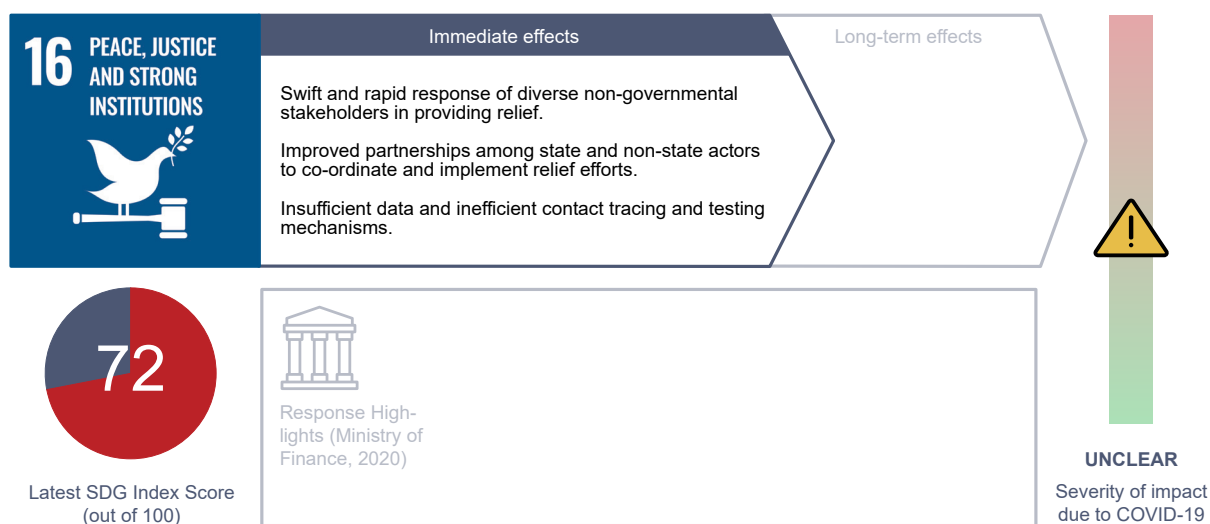 16 PEACE, JUSTICE
AND STRONG
INSTITUTIONS
Immediate effects
Swift and rapid response of diverse non-governmental
stakeholders in providing relief.
Improved partnerships among state and non-state actors
to co-ordinate and implement relief efforts.
Insufficient data and inefficient contact tracing and testing
mechanisms.
Long-term effects
72
Latest SDG Index Score
(out of 100)
Response High-
lights (Ministry of
Finance, 2020)
UNCLEAR
Severity of impact
due to COVID-19